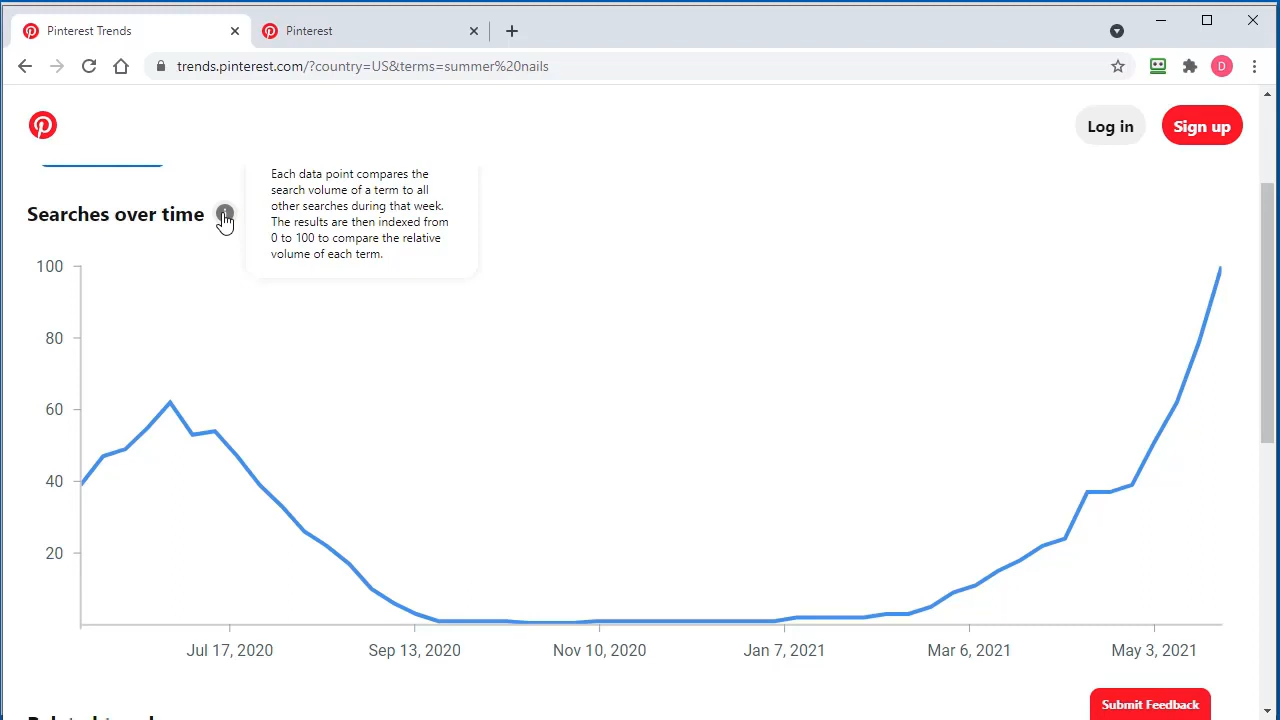 Pinterest Trends
Pinterest
trends.pinterest.com/?country=US&terms=summer%20nails
D
Log in
Sign up
Each data point compares the
search volume of a term to all
other searches during that week.
The results are then indexed from
0 to 100 to compare the relative
volume of each term.
Searches over time
100
80
60
40
20
Jul 17, 2020
Sep 13, 2020
Nov 10, 2020
Jan 7, 2021
Mar 6, 2021
May 3, 2021
Submit Feedback